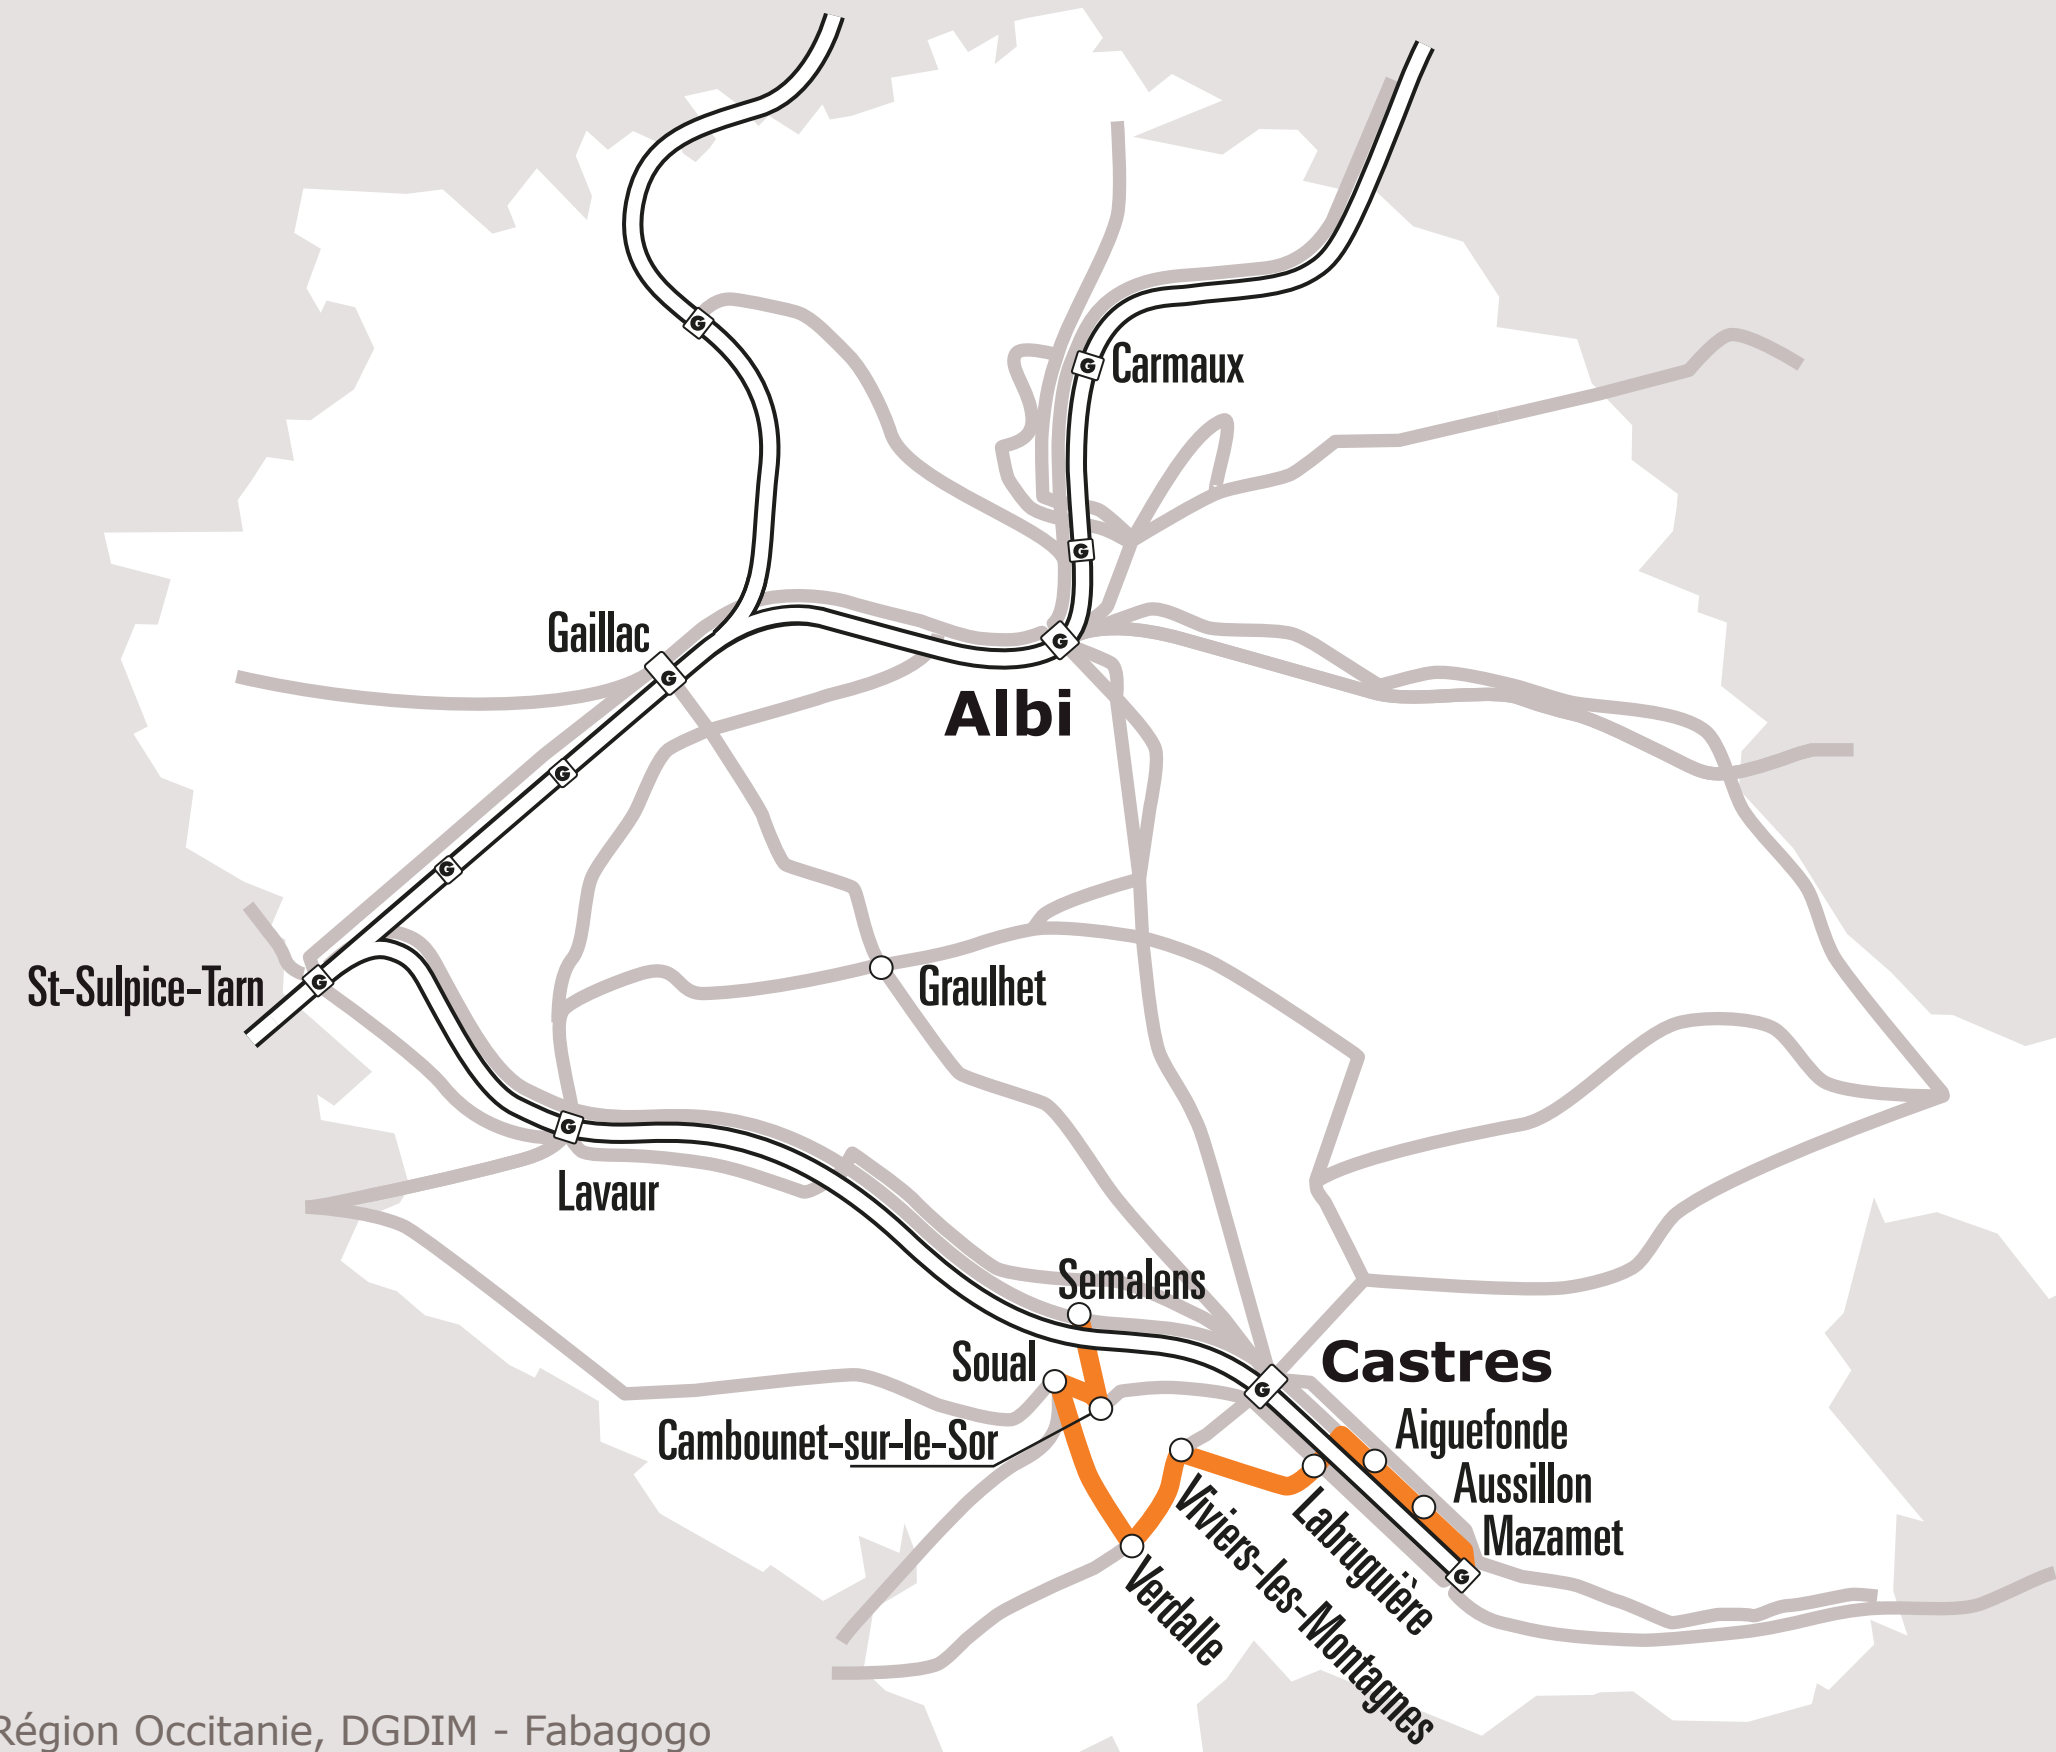 G
Carmaux
G
G
Gaillac
G
G
Albi
G
G
St-Sulpice-Tarn
G
Graulhet
G
Lavaur
Semalens
Soual
Castres
G
Cambounet-sur-le-Sor
Aiguefonde
Aussillon
Mazamet
G
Labruguière
Viviers-les-Montagnes
Verdalle
Région Occitanie, DGDIM - Fabagogo